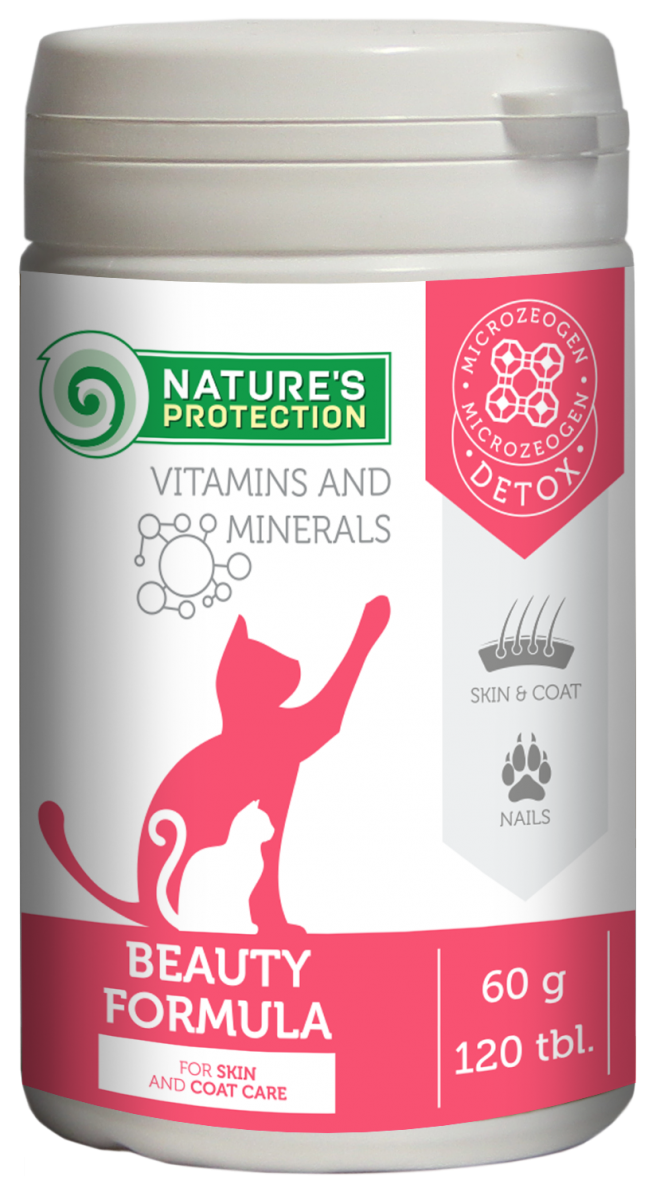 NATURE'S
PROTECTION
VITAMINS AND
MINERALS
MICROZEOGEN
MICROZEOGEN
DETOX
SKIN & COAT
NAILS
BEAUTY
FORMULA
FOR SKIN
AND COAT CARE
60 g
120 tbl.